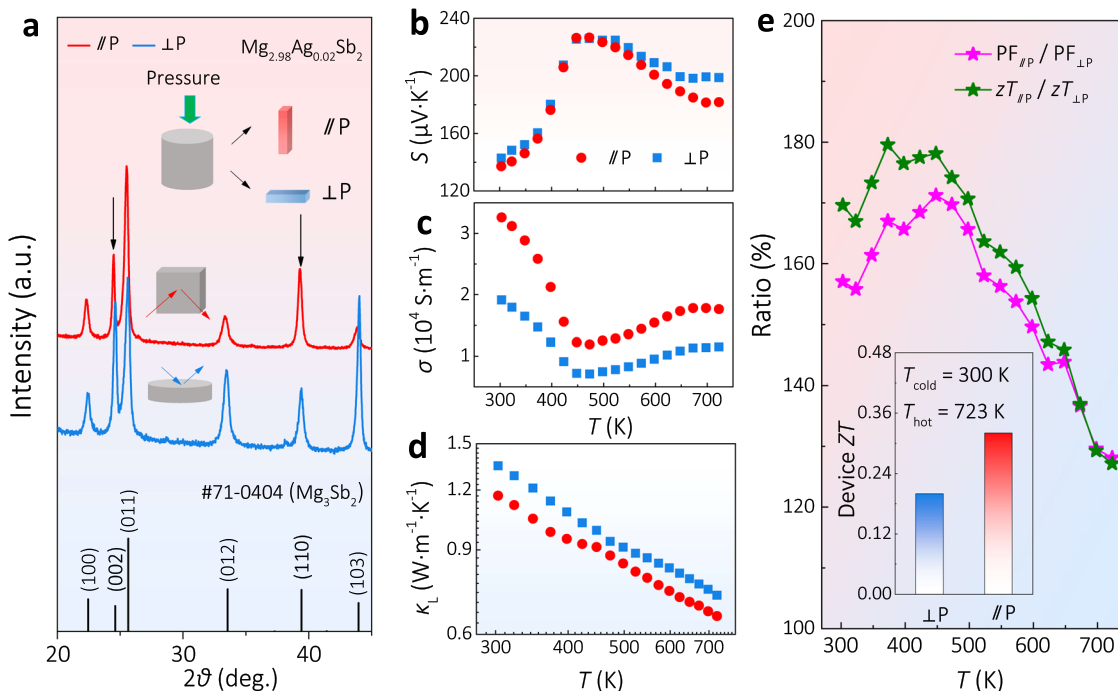 a
//P ⊥P Mg2.98Ag0.02Sb2
Pressure
//P
⊥P
#71-0404 (Mg3Sb2)
(100)
(002)
(011)
(012)
(110)
(103)
Intensity (a.u.)
20 30 40
2ϑ (deg.)
b
240
200
160
120
S (μV·K⁻¹)
//P ⊥P
c
3
2
1
σ (10⁴ S·m⁻¹)
300 400 500 600 700
T (K)
d
1.5
1.2
0.9
0.6
κL (W·m⁻¹·K⁻¹)
300 400 500 600 700
T (K)
e
PF//P / PF⊥P
zT//P / zT⊥P
200
180
160
140
120
100
Ratio (%)
0.48
0.36
0.24
0.12
0.00
Device ZT
Tcold = 300 K
Thot = 723 K
⊥P //P
300 400 500 600 700
T (K)